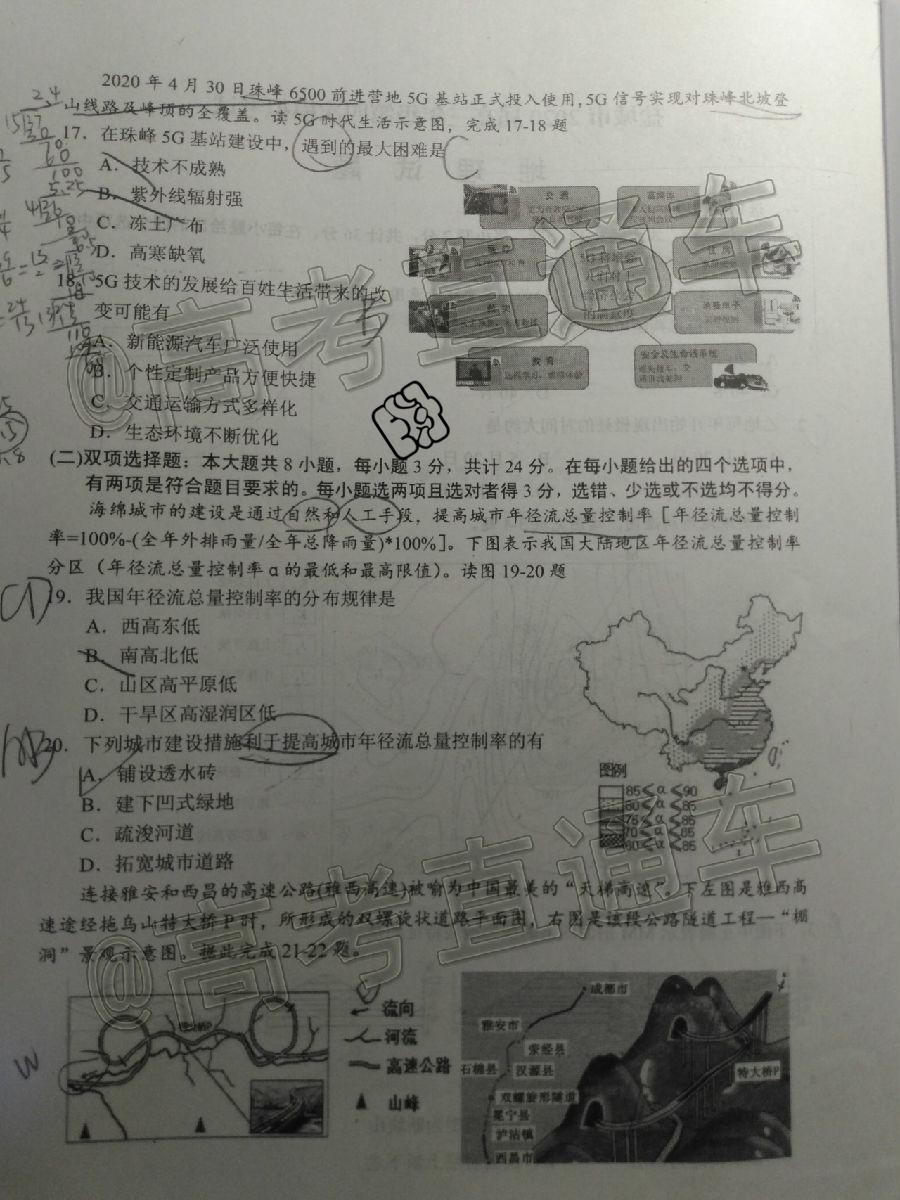 2020 年 4 月 30 日珠峰 6500 前进营地 5G 基站正式投入使用，5G 信号实现对珠峰北坡登
山线路及峰顶的全覆盖。读 5G 时代生活示意图，完成 17-18 题
17．在珠峰 5G 基站建设中，遇到的最大困难是
A．技术不成熟
B．紫外线辐射强
C．冻土广布
D．高寒缺氧
18．5G 技术的发展给百姓生活带来的改
变可能有
A．新能源汽车广泛使用
B．个性定制产品方便快捷
C．交通运输方式多样化
D．生态环境不断优化
交通
教育
(二)双项选择题：本大题共 8 小题，每小题 3 分，共计 24 分。在每小题给出的四个选项中，
有两项是符合题目要求的。每小题选两项且选对者得 3 分，选错、少选或不选均不得分。
海绵城市的建设是通过自然和人工手段，提高城市年径流总量控制率［年径流总量控制
率=100%-(全年外排雨量/全年总降雨量)*100%］。下图表示我国大陆地区年径流总量控制率
分区（年径流总量控制率α的最低和最高限值）。读图 19-20 题
19．我国年径流总量控制率的分布规律是
A．西高东低
B．南高北低
C．山区高平原低
D．干旱区高湿润区低
20．下列城市建设措施利于提高城市年径流总量控制率的有
A．铺设透水砖
B．建下凹式绿地
C．疏浚河道
D．拓宽城市道路
图例
85≤α≤90
80≤α≤85
75≤α≤85
70≤α≤85
60≤α≤85
连接雅安和西昌的高速公路(雅西高速)被喻为中国最美的“天梯高速”。下左图是雅西高
速途经拖乌山特大桥 P 时，所形成的双螺旋状道路平面图，右图是该段公路隧道工程—“棚
洞”景观示意图。据此完成 21-22 题。
流向
河流
高速公路
山峰
成都市
雅安市
荥经县
石棉县
汉源县
特大桥P
双螺旋形隧道
冕宁县
泸沽镇
西昌市
@高考直通车
@高考直通车